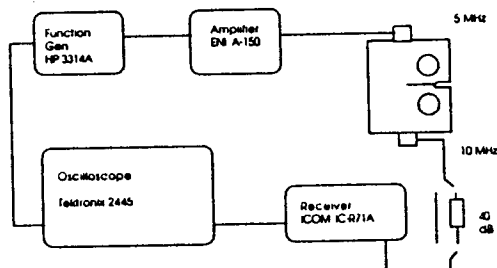 Function
Gen
HP 3314A
Amplifier
ENI A-150
5 MHz
10 MHz
Oscilloscope
Tektronix 2445
Receiver
ICOM IC-R71A
40
dB